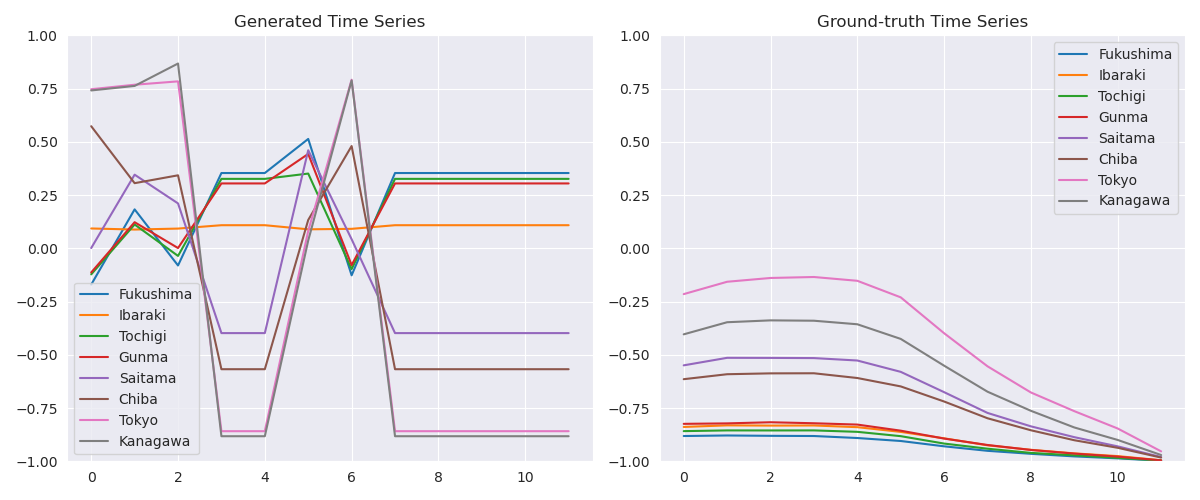 Generated Time Series
1.00
0.75
0.50
0.25
0.00
−0.25
−0.50
−0.75
−1.00
0 2 4 6 8 10
Fukushima
Ibaraki
Tochigi
Gunma
Saitama
Chiba
Tokyo
Kanagawa
Ground-truth Time Series
1.00
0.75
0.50
0.25
0.00
−0.25
−0.50
−0.75
−1.00
0 2 4 6 8 10
Fukushima
Ibaraki
Tochigi
Gunma
Saitama
Chiba
Tokyo
Kanagawa